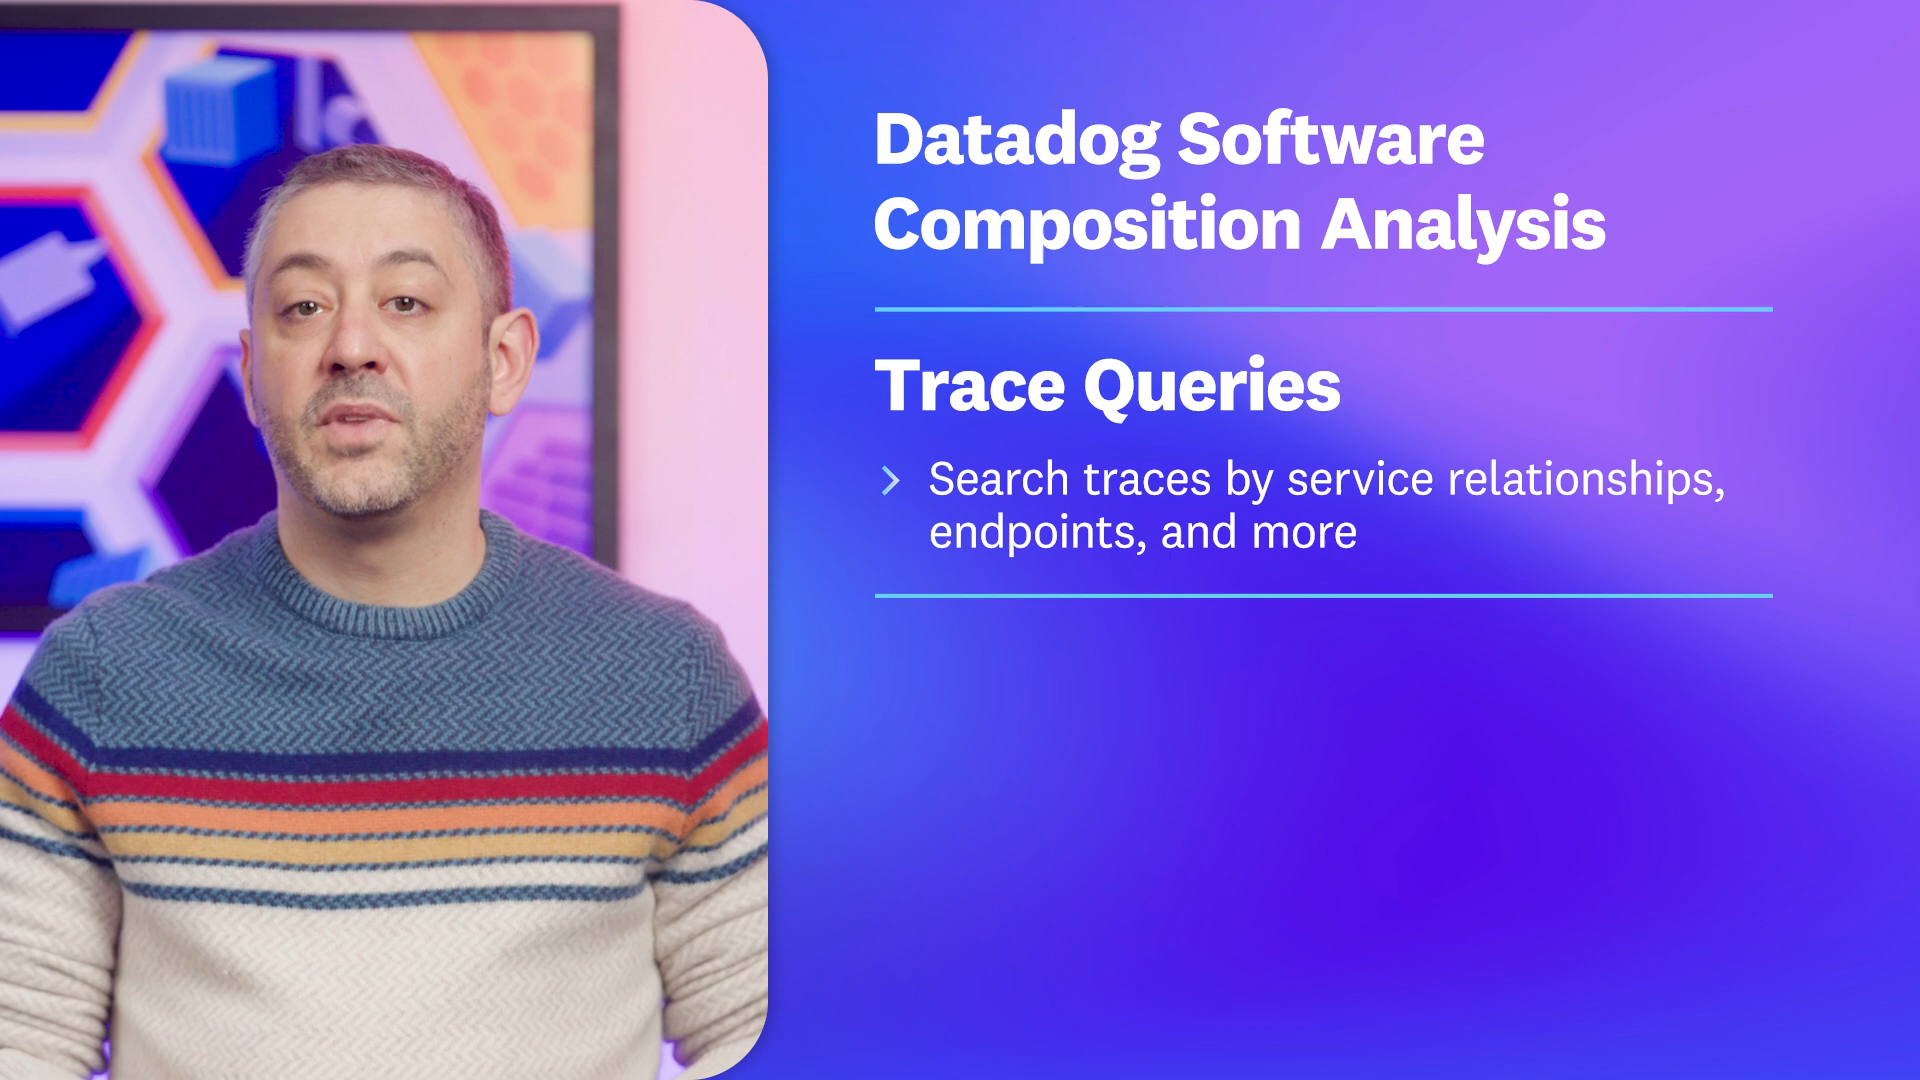 Datadog Software
Composition Analysis
Trace Queries
Search traces by service relationships,
endpoints, and more